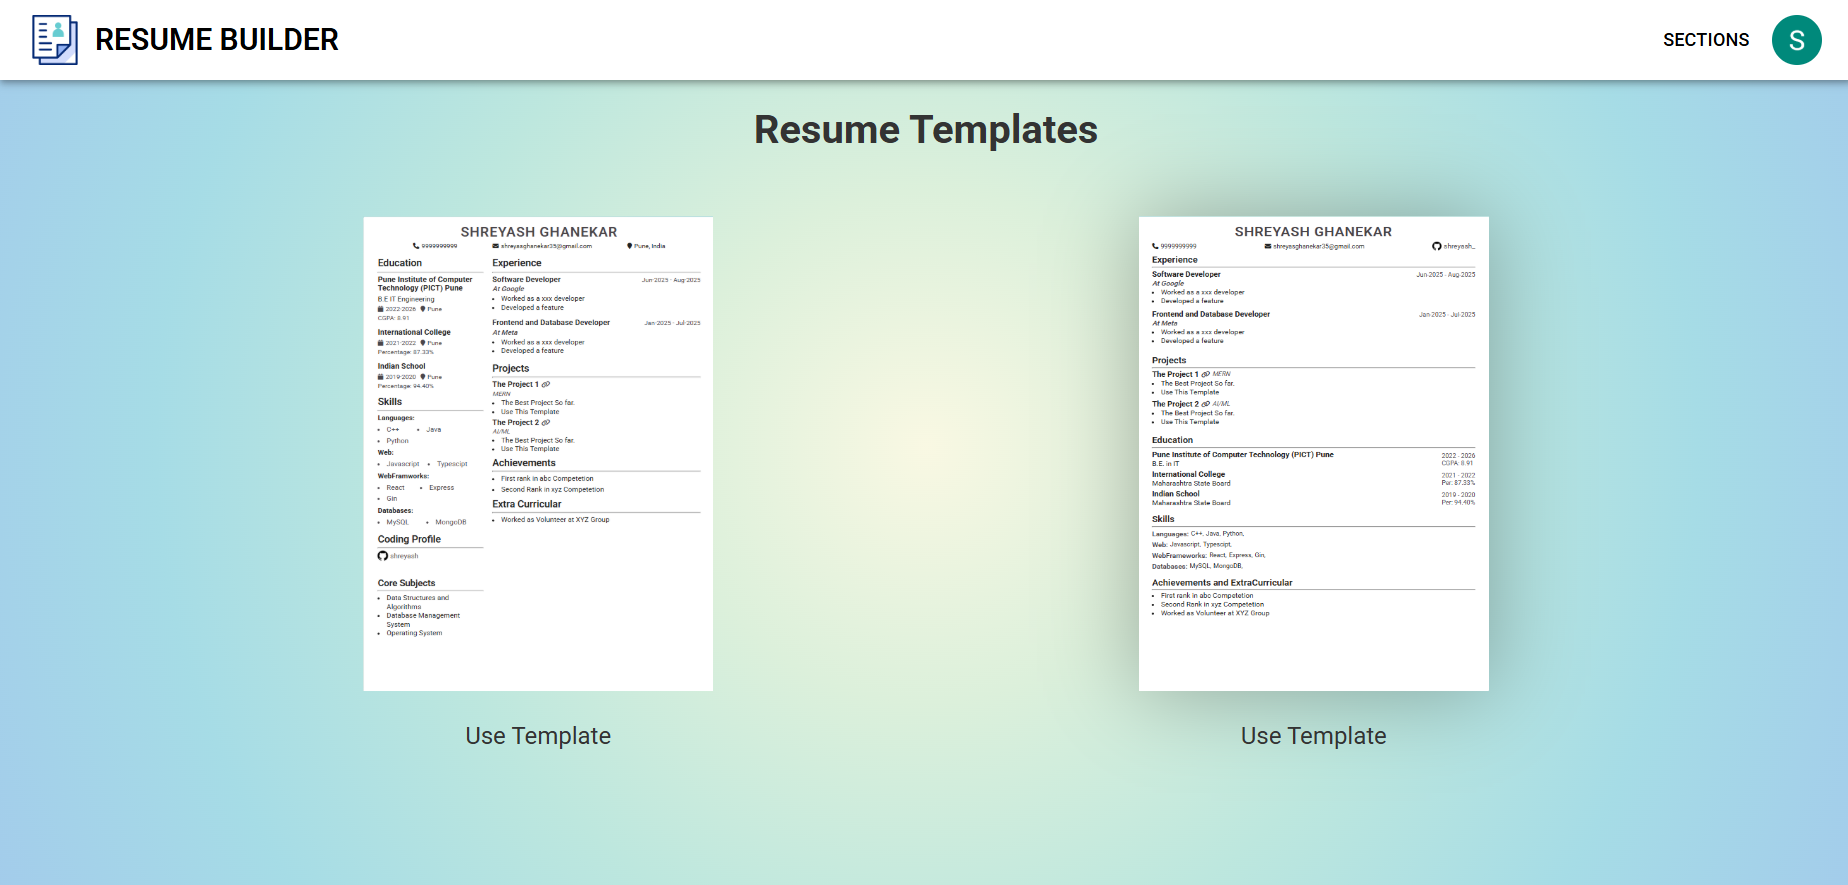 RESUME BUILDER
SECTIONS
S
Resume Templates
SHREYASH GHANEKAR
9999999999 shreyasghanekar35@gmail.com Pune, India
Education
Pune Institute of Computer
Technology (PICT) Pune
B.E IT Engineering
2022-2026 Pune
CGPA: 8.91
International College
2021-2022 Pune
Percentage: 87.33%
Indian School
2019-2020 Pune
Percentage: 94.40%
Skills
Languages:
C++ Java
Python
Web:
Javascript Typescipt
WebFramworks:
React Express
Gin
Databases:
MySQL MongoDB
Coding Profile
shreyash
Core Subjects
Data Structures and
Algorithms
Database Management
System
Operating System
Experience
Software Developer Jun-2025 - Aug-2025
At Google
Worked as a xxx developer
Developed a feature
Frontend and Database Developer Jan-2025 - Jul-2025
At Meta
Worked as a xxx developer
Developed a feature
Projects
The Project 1
MERN
The Best Project So far.
Use This Template
The Project 2
AI/ML
The Best Project So far.
Use This Template
Achievements
First rank in abc Competetion
Second Rank in xyz Competetion
Extra Curricular
Worked as Volunteer at XYZ Group
Use Template
SHREYASH GHANEKAR
9999999999 shreyasghanekar35@gmail.com shreyash_
Experience
Software Developer Jun-2025 - Aug-2025
At Google
Worked as a xxx developer
Developed a feature
Frontend and Database Developer Jan-2025 - Jul-2025
At Meta
Worked as a xxx developer
Developed a feature
Projects
The Project 1 MERN
The Best Project So far.
Use This Template
The Project 2 AI/ML
The Best Project So far.
Use This Template
Education
Pune Institute of Computer Technology (PICT) Pune 2022 - 2026
B.E. in IT CGPA: 8.91
International College 2021 - 2022
Maharashtra State Board Per: 87.33%
Indian School 2019 - 2020
Maharashtra State Board Per: 94.40%
Skills
Languages: C++, Java, Python,
Web: Javascript, Typescipt,
WebFrameworks: React, Express, Gin,
Databases: MySQL, MongoDB,
Achievements and ExtraCurricular
First rank in abc Competetion
Second Rank in xyz Competetion
Worked as Volunteer at XYZ Group
Use Template